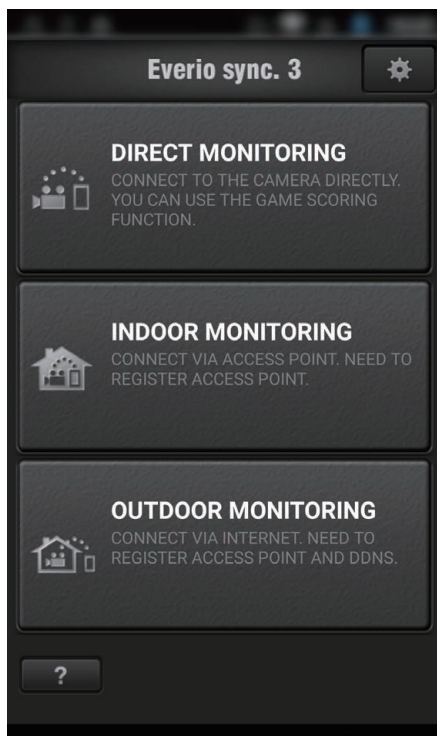 Everio sync. 3
DIRECT MONITORING
CONNECT TO THE CAMERA DIRECTLY.
YOU CAN USE THE GAME SCORING
FUNCTION.
INDOOR MONITORING
CONNECT VIA ACCESS POINT. NEED TO
REGISTER ACCESS POINT.
OUTDOOR MONITORING
CONNECT VIA INTERNET. NEED TO
REGISTER ACCESS POINT AND DDNS.
?